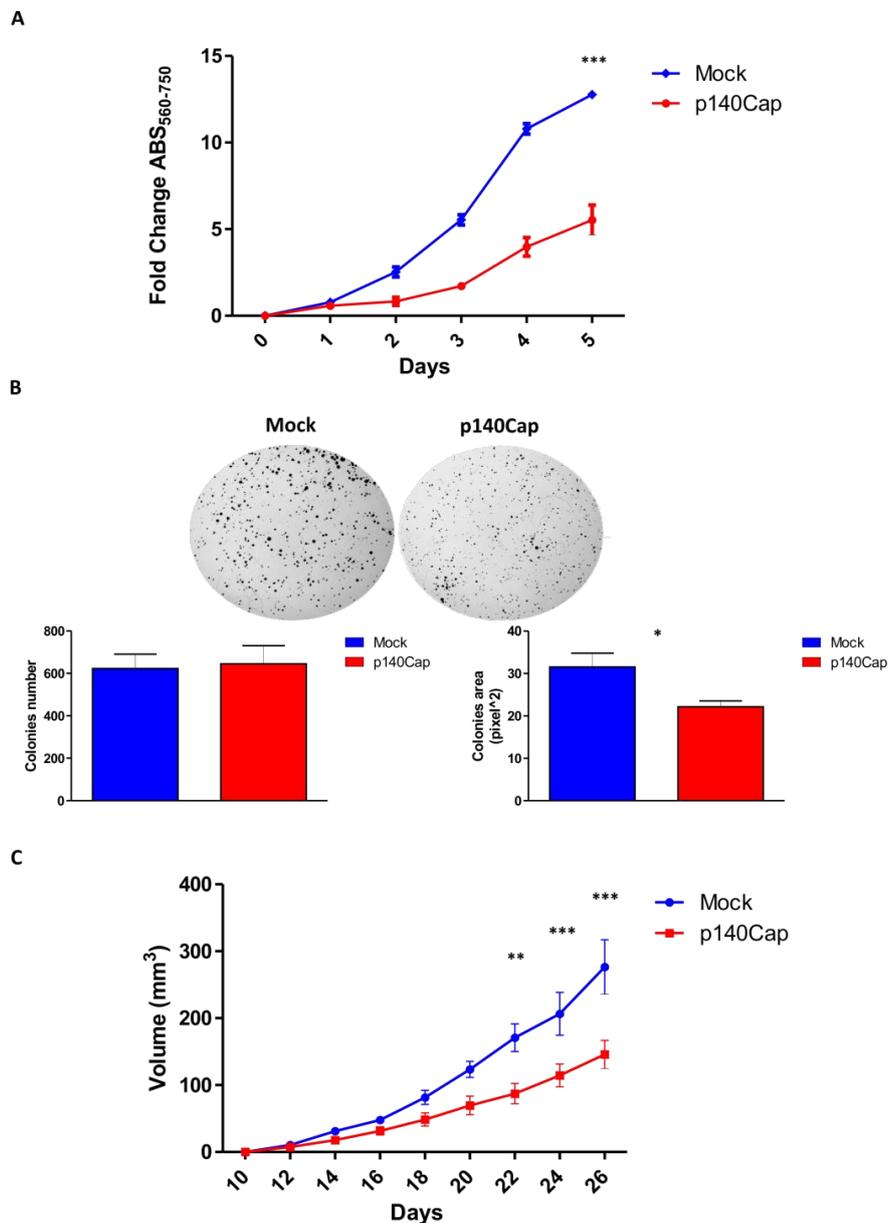 A
15
10
5
0
Fold Change ABS560-750
***
Mock
p140Cap
0 1 2 3 4 5
Days
B
Mock p140Cap
800
600
400
200
0
Colonies number
Mock
p140Cap
40
30
20
10
0
Colonies area
(pixel^2)
*
Mock
p140Cap
C
400
300
200
100
0
Volume (mm3)
** *** ***
Mock
p140Cap
10 12 14 16 18 20 22 24 26
Days